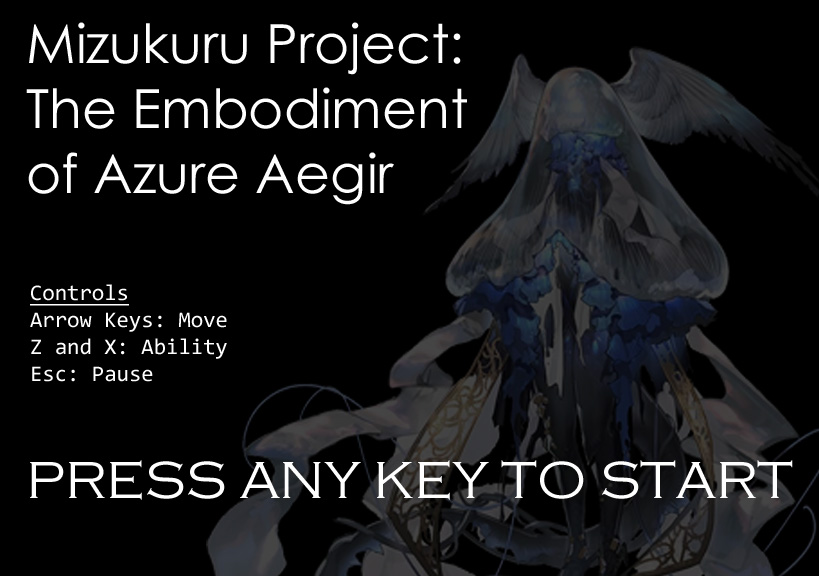 Mizukuru Project:
The Embodiment
of Azure Aegir
Controls
Arrow Keys: Move
Z and X: Ability
Esc: Pause
PRESS ANY KEY TO START